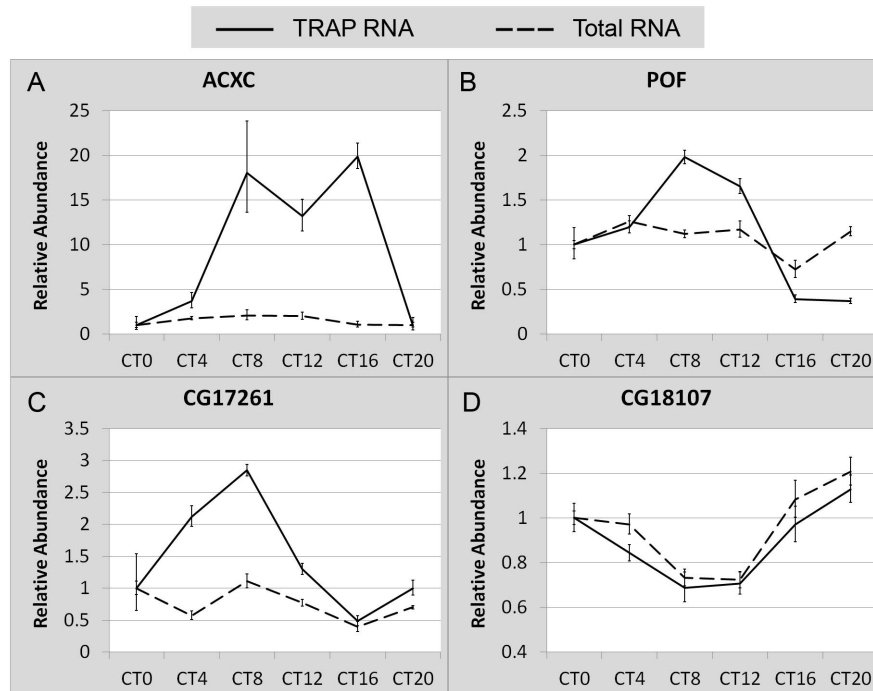 TRAP RNA Total RNA
A ACXC
Relative Abundance
25
20
15
10
5
0
CT0 CT4 CT8 CT12 CT16 CT20
B POF
Relative Abundance
2.5
2
1.5
1
0.5
0
CT0 CT4 CT8 CT12 CT16 CT20
C CG17261
Relative Abundance
3.5
3
2.5
2
1.5
1
0.5
0
CT0 CT4 CT8 CT12 CT16 CT20
D CG18107
Relative Abundance
1.4
1.2
1
0.8
0.6
0.4
CT0 CT4 CT8 CT12 CT16 CT20